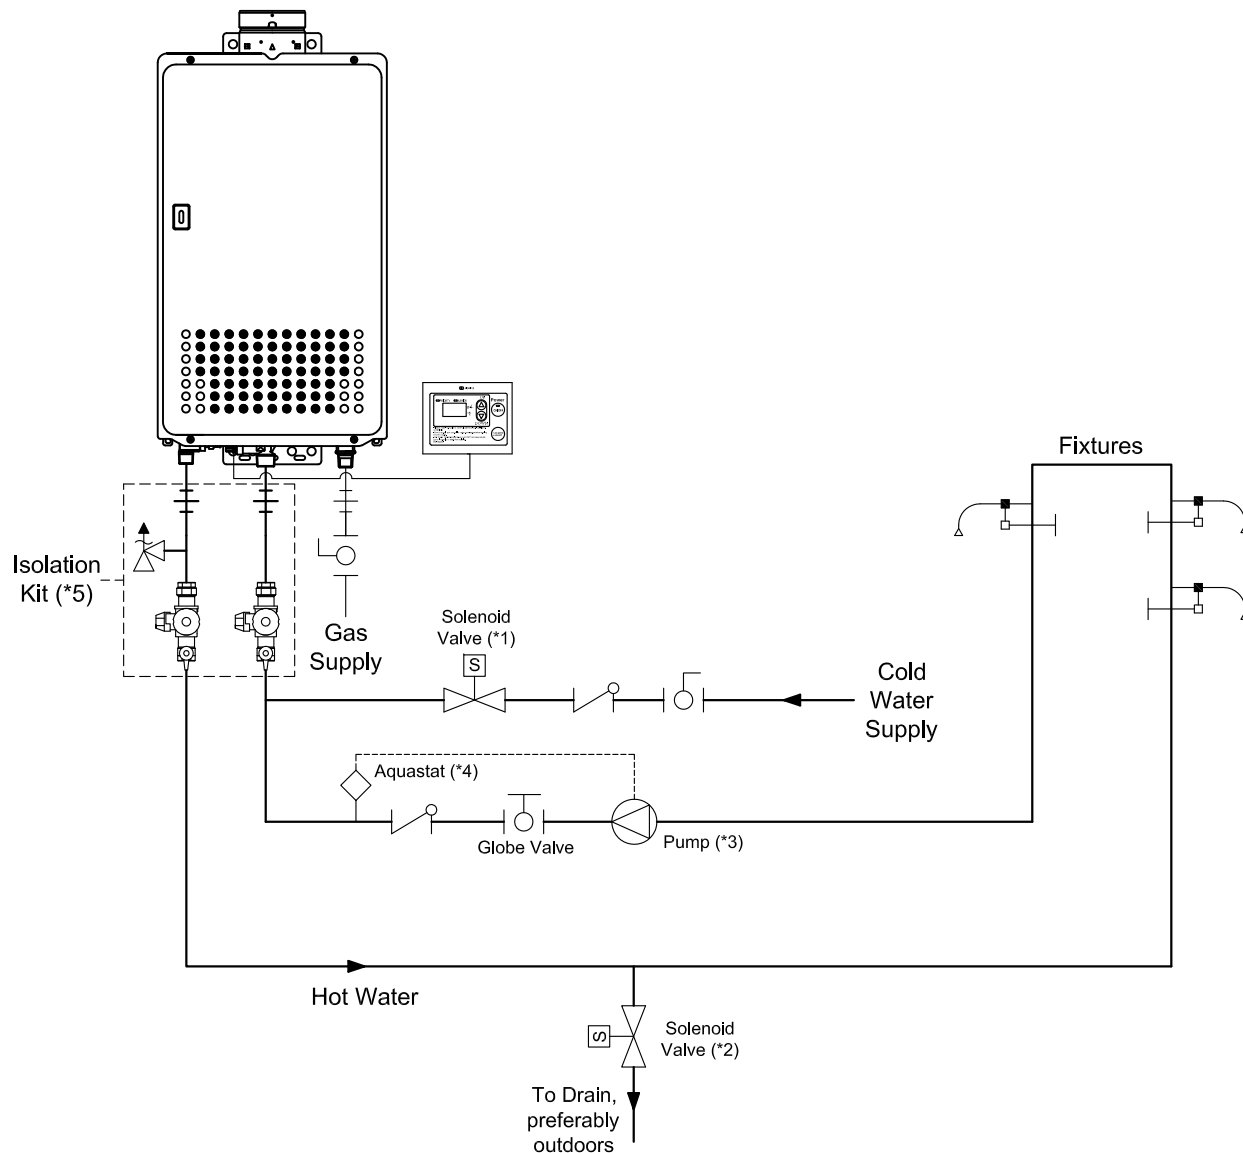 Power
Fixtures
Isolation
Kit (*5)
Gas
Supply
Solenoid
Valve (*1)
S
Cold
Water
Supply
Aquastat (*4)
Globe Valve
Pump (*3)
Hot Water
S
Solenoid
Valve (*2)
To Drain,
preferably
outdoors